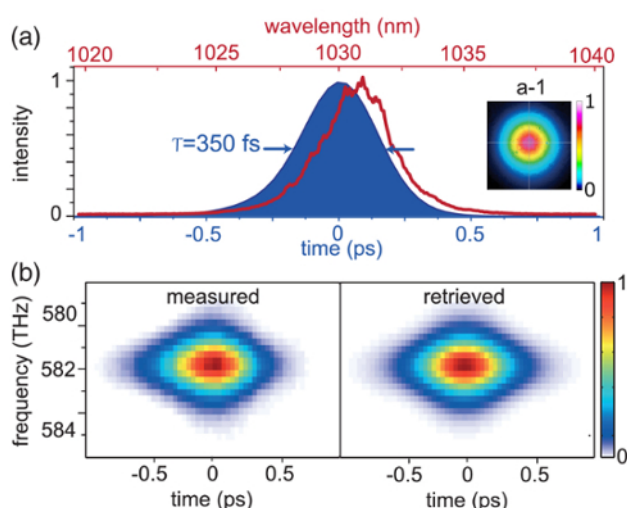 (a)
wavelength (nm)
1020 1025 1030 1035 1040
1
intensity
0
τ=350 fs
a-1
1
0
-1 -0.5 0 0.5 1
time (ps)
(b)
measured
retrieved
1
0
frequency (THz)
580
582
584
-0.5 0 0.5
-0.5 0 0.5
time (ps)
time (ps)